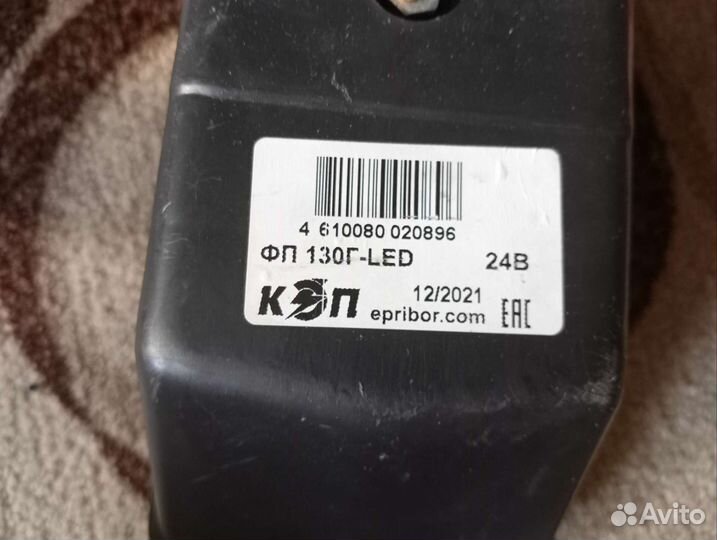 4 610080 020896
ФП 130Г-LED 24В
КЭП 12/2021
epribor.com EAC
Avito